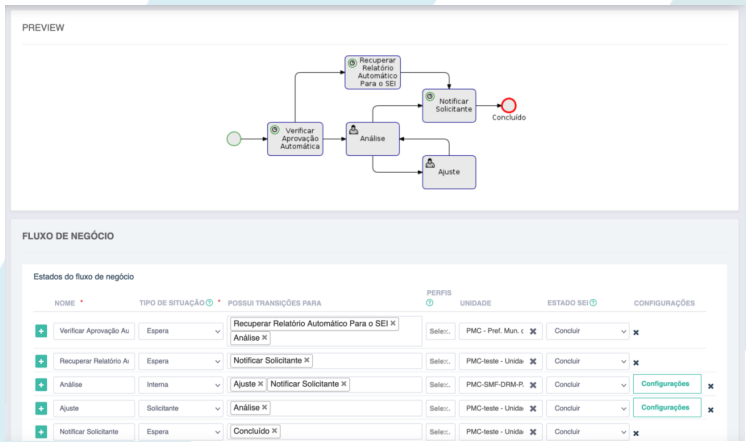 PREVIEW
Recuperar
Relatório
Automático
Para o SEI
Notificar
Solicitante
Concluído
Verificar
Aprovação
Automática
Análise
Ajuste
FLUXO DE NEGÓCIO
Estados do fluxo de negócio
NOME * TIPO DE SITUAÇÃO * POSSUI TRANSIÇÕES PARA PERFIS UNIDADE ESTADO SEI CONFIGURAÇÕES
Verificar Aprovação Au Espera Recuperar Relatório Automático Para o SEI × Análise × Selec. PMC - Pref. Mun. c Concluir
Recuperar Relatório Au Espera Notificar Solicitante × Selec. PMC-teste - Unida Concluir
Análise Interna Ajuste × Notificar Solicitante × Selec. PMC-SMF-DRM-P. Concluir Configurações
Ajuste Solicitante Análise × Selec. PMC-teste - Unida Concluir Configurações
Notificar Solicitante Espera Concluído × Selec. PMC-teste - Unida Concluir